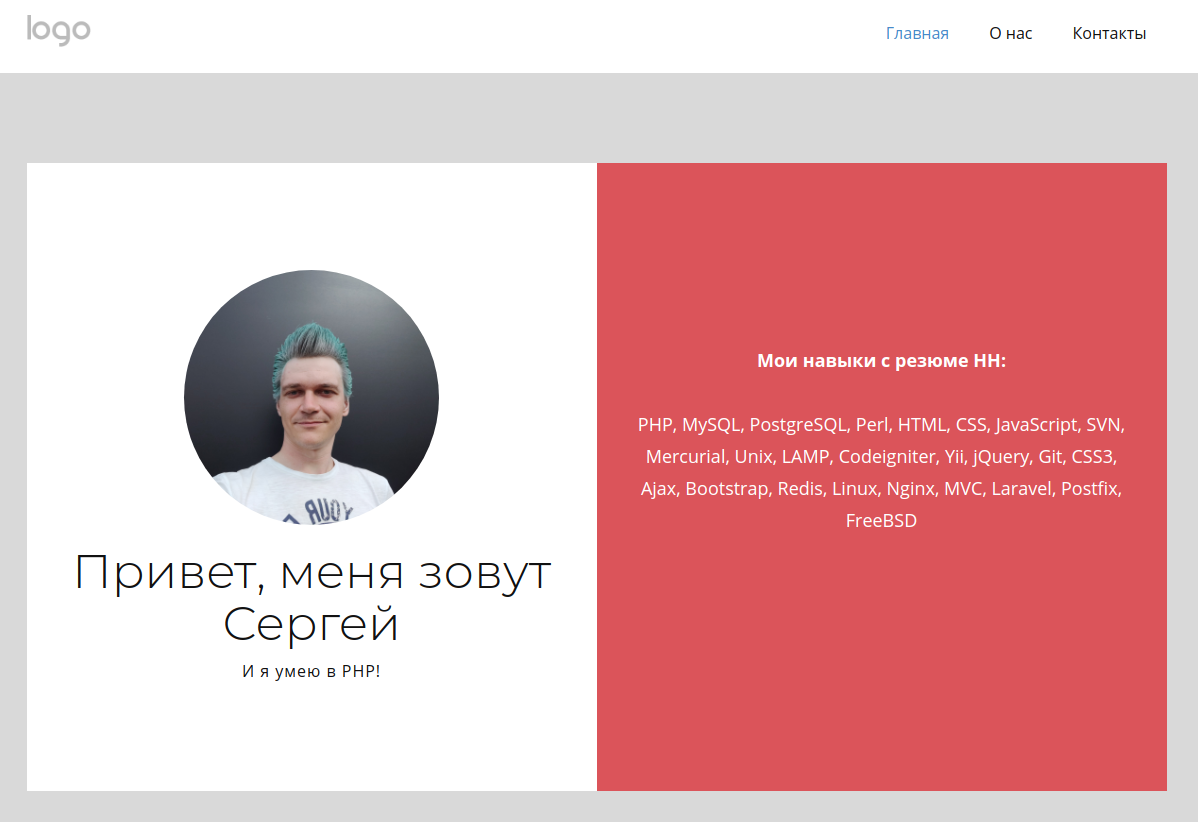 logo
Главная О нас Контакты
Мои навыки с резюме HH:
PHP, MySQL, PostgreSQL, Perl, HTML, CSS, JavaScript, SVN,
Mercurial, Unix, LAMP, Codeigniter, Yii, jQuery, Git, CSS3,
Ajax, Bootstrap, Redis, Linux, Nginx, MVC, Laravel, Postfix,
FreeBSD
Привет, меня зовут
Сергей
И я умею в PHP!